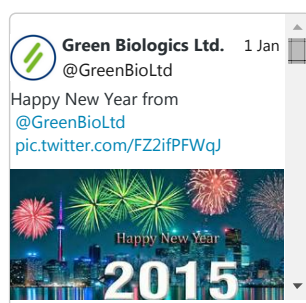 Green Biologics Ltd. 1 Jan
@GreenBioLtd
Happy New Year from
@GreenBioLtd
pic.twitter.com/FZ2ifPFWqJ
Happy New Year
2015